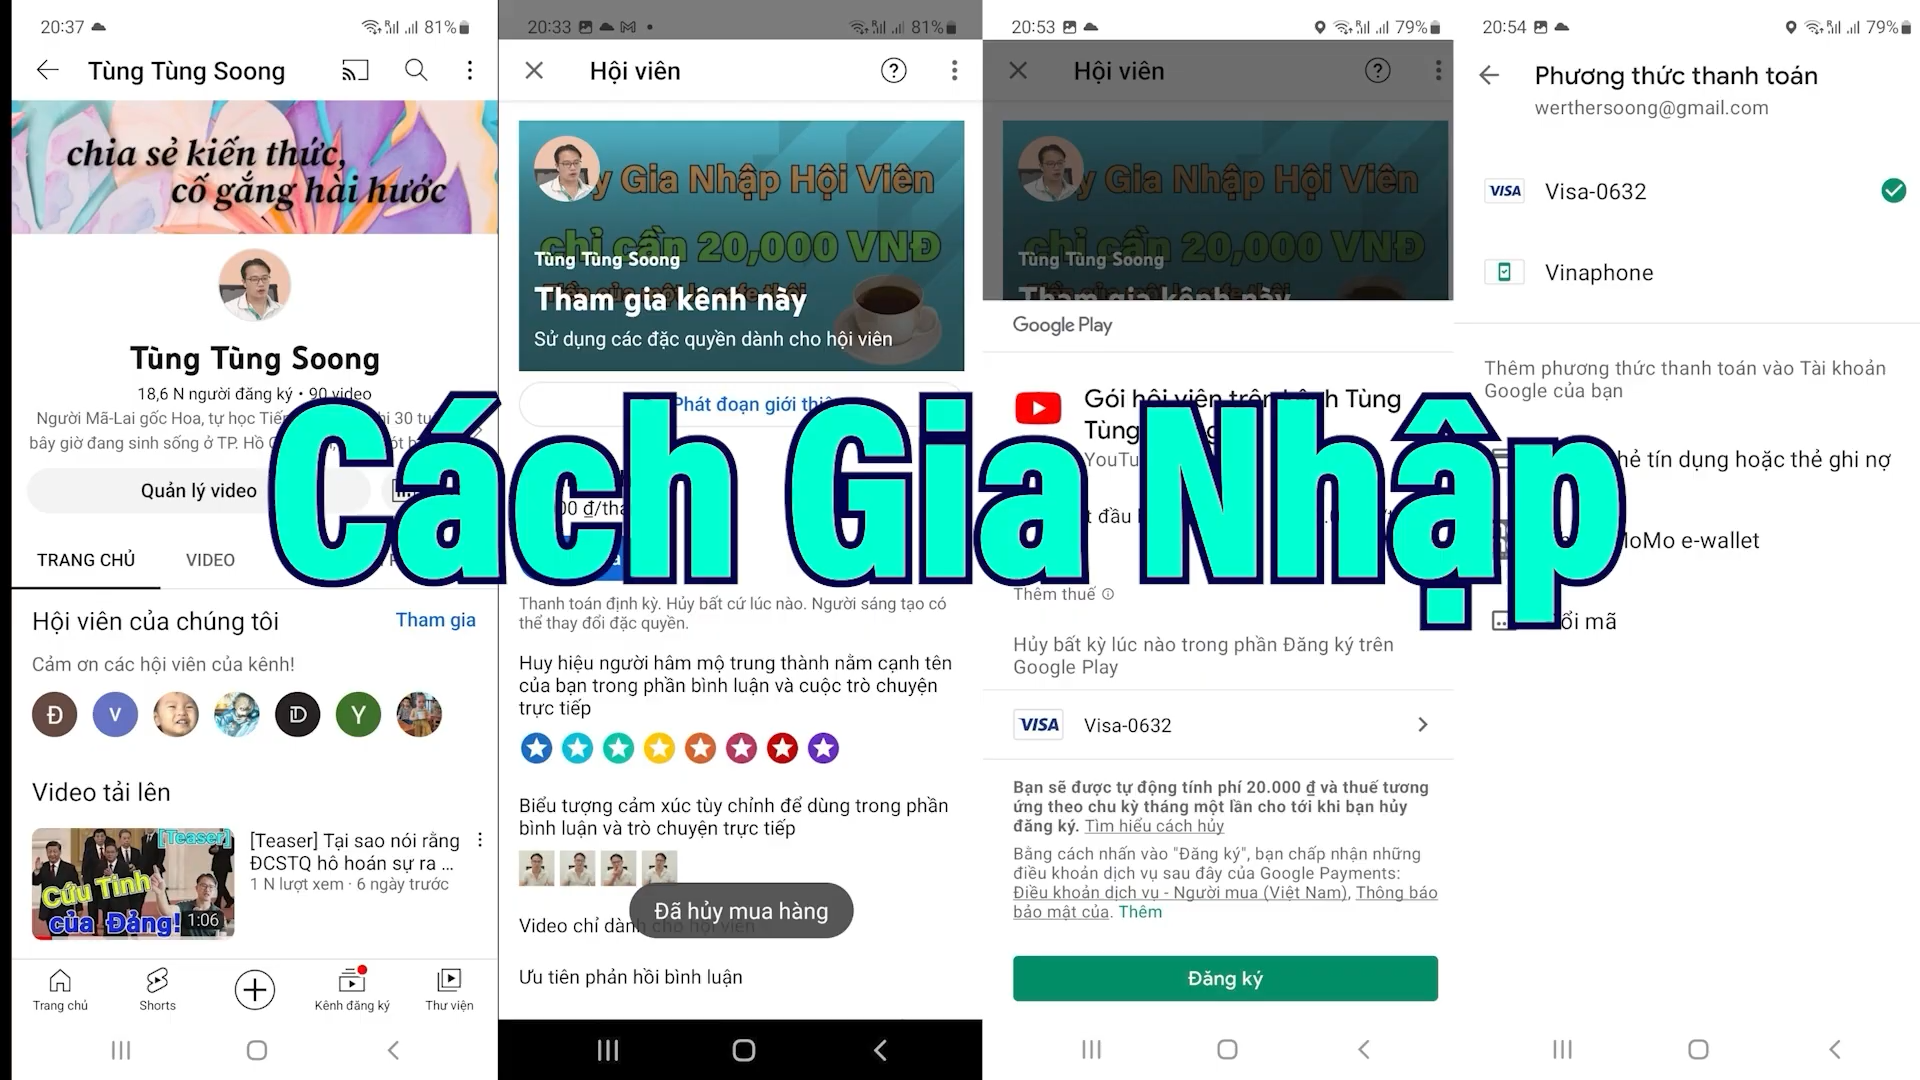 20:37
81%
Tùng Tùng Soong
chia sẻ kiến thức,
cố gắng hài hước
Tùng Tùng Soong
18,6 N người đăng ký • 90 video
Người Mã-Lai gốc Hoa, tự học
bây giờ đang sinh sống ở TP. Hồ
Quản lý video
TRANG CHỦ
VIDEO
Hội viên của chúng tôi
Tham gia
Cảm ơn các hội viên của kênh!
Đ
V
D
Y
Video tải lên
[Teaser]
Cứu Tinh
của Đảng!
1:06
[Teaser] Tại sao nói rằng
ĐCSTQ hô hoán sự ra ...
1 N lượt xem · 6 ngày trước
Trang chủ
Shorts
Kênh đăng ký
Thư viện
20:33
81%
Hội viên
Gia Nhập Hội Viên
chỉ cần 20,000 VNĐ
Tùng Tùng Soong
Tham gia kênh này
Sử dụng các đặc quyền dành cho hội viên
Phát đoạn giới
Thanh toán định kỳ. Hủy bất cứ lúc nào. Người sáng tạo có
thể thay đổi đặc quyền.
Huy hiệu người hâm mộ trung thành nằm cạnh tên
của bạn trong phần bình luận và cuộc trò chuyện
trực tiếp
Biểu tượng cảm xúc tùy chỉnh để dùng trong phần
bình luận và trò chuyện trực tiếp
Đã hủy mua hàng
Video chỉ dành cho hội viên
Ưu tiên phản hồi bình luận
20:53
79%
Hội viên
Gia Nhập Hội Viên
chỉ cần 20,000 VNĐ
Tùng Tùng Soong
Tham gia kênh này
Google Play
Gói hội viên trên kênh Tùng
Tùng
Thêm thuế
Hủy bất kỳ lúc nào trong phần Đăng ký trên
Google Play
VISA
Visa-0632
Bạn sẽ được tự động tính phí 20.000 ₫ và thuế tương
ứng theo chu kỳ tháng một lần cho tới khi bạn hủy
đăng ký. Tìm hiểu cách hủy
Bằng cách nhấn vào "Đăng ký", bạn chấp nhận những
điều khoản dịch vụ sau đây của Google Payments:
Điều khoản dịch vụ - Người mua (Việt Nam), Thông báo
bảo mật của. Thêm
Đăng ký
20:54
79%
Phương thức thanh toán
werthersoong@gmail.com
VISA
Visa-0632
Vinaphone
Thêm phương thức thanh toán vào Tài khoản
Google của bạn
tín dụng hoặc thẻ ghi nợ
MoMo e-wallet
mã
Cách Gia Nhập